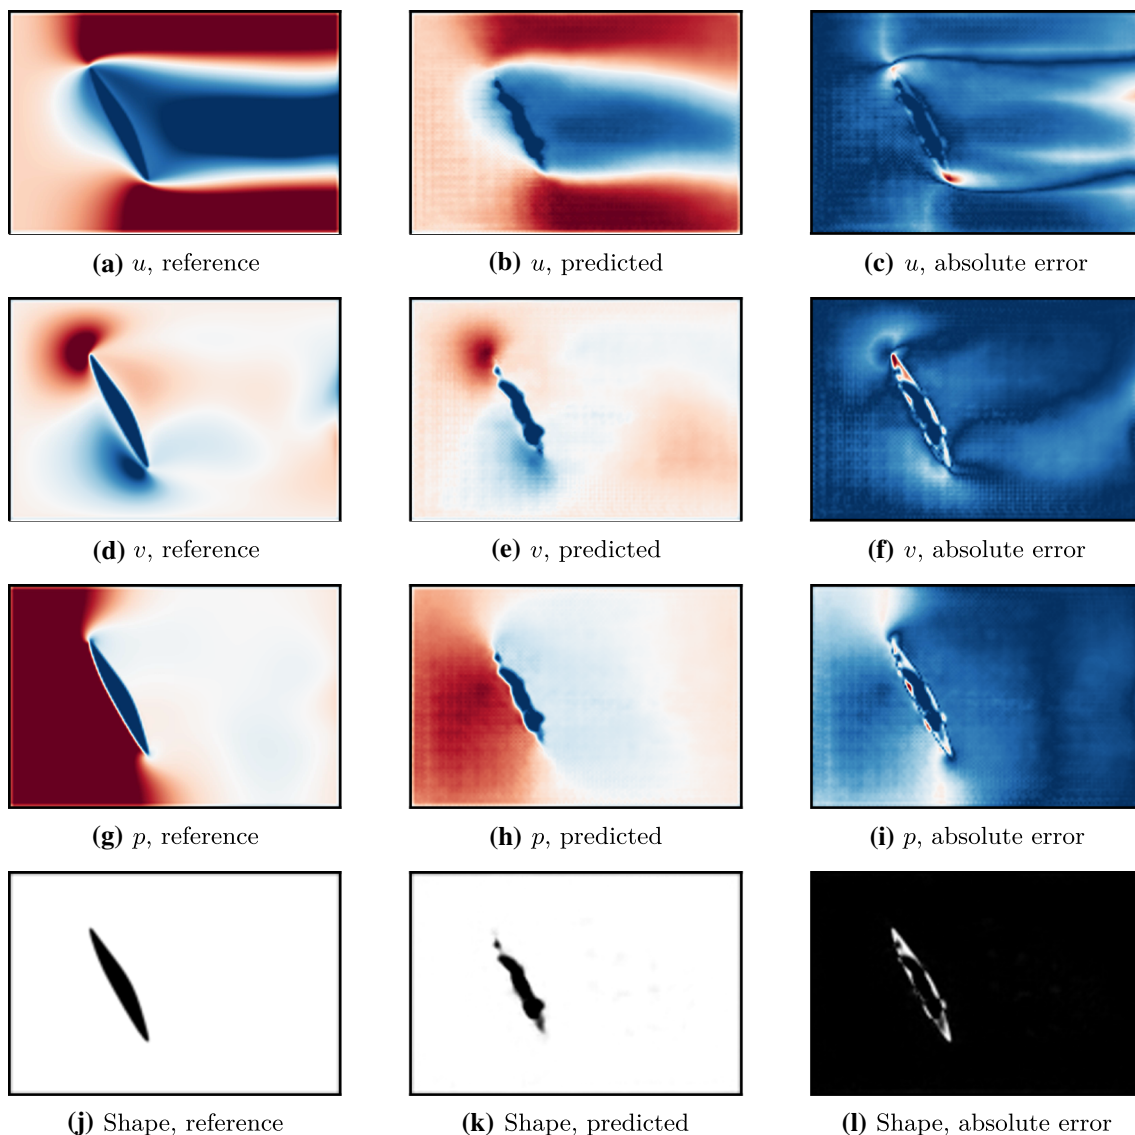 (a) u, reference
(b) u, predicted
(c) u, absolute error
(d) v, reference
(e) v, predicted
(f) v, absolute error
(g) p, reference
(h) p, predicted
(i) p, absolute error
(j) Shape, reference
(k) Shape, predicted
(l) Shape, absolute error